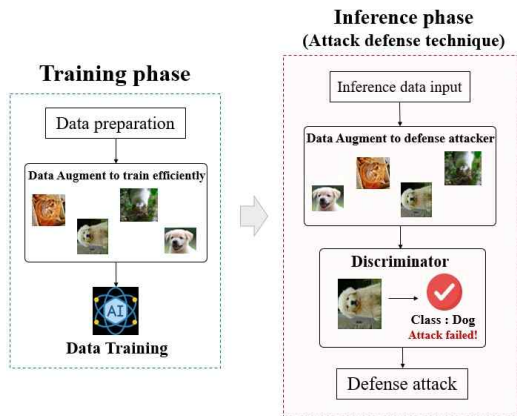 Training phase
Data preparation
Data Augment to train efficiently
AI
Data Training
Inference phase
(Attack defense technique)
Inference data input
Data Augment to defense attacker
Discriminator
Class : Dog
Attack failed!
Defense attack